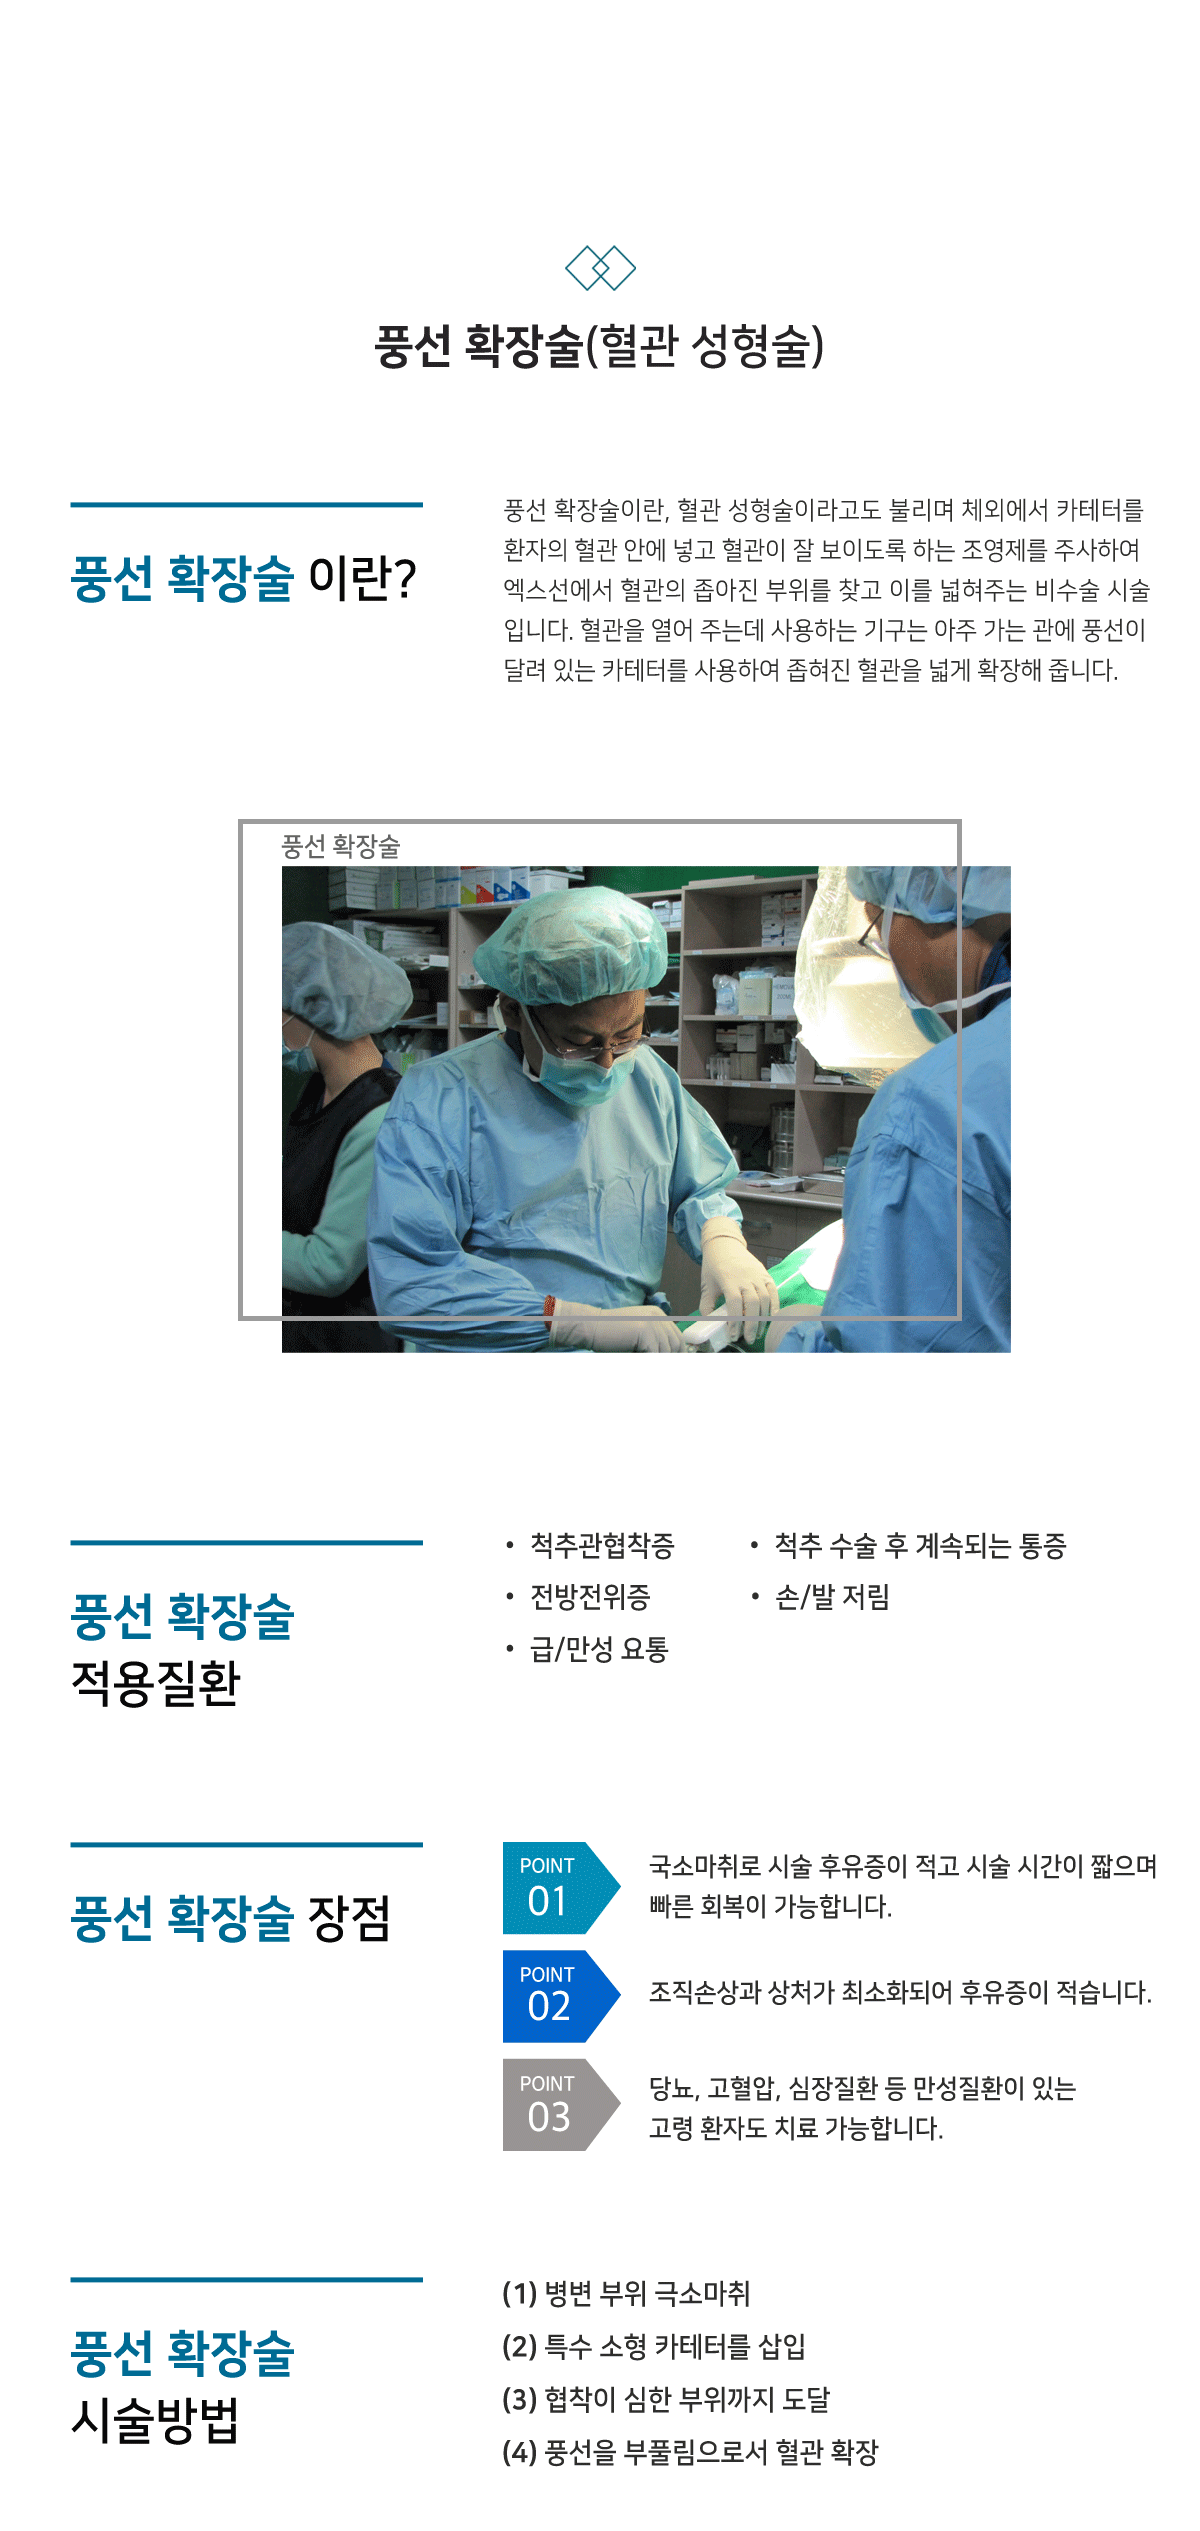 풍선 확장술(혈관 성형술)
풍선 확장술 이란?
풍선 확장술이란, 혈관 성형술이라고도 불리며 체외에서 카테터를
환자의 혈관 안에 넣고 혈관이 잘 보이도록 하는 조영제를 주사하여
엑스선에서 혈관의 좁아진 부위를 찾고 이를 넓혀주는 비수술 시술
입니다. 혈관을 열어 주는데 사용하는 기구는 아주 가는 관에 풍선이
달려 있는 카테터를 사용하여 좁혀진 혈관을 넓게 확장해 줍니다.
풍선 확장술
풍선 확장술
적용질환
• 척추관협착증
• 전방전위증
• 급/만성 요통
• 척추 수술 후 계속되는 통증
• 손/발 저림
풍선 확장술 장점
POINT
01
국소마취로 시술 후유증이 적고 시술 시간이 짧으며
빠른 회복이 가능합니다.
POINT
02
조직손상과 상처가 최소화되어 후유증이 적습니다.
POINT
03
당뇨, 고혈압, 심장질환 등 만성질환이 있는
고령 환자도 치료 가능합니다.
풍선 확장술
시술방법
(1) 병변 부위 극소마취
(2) 특수 소형 카테터를 삽입
(3) 협착이 심한 부위까지 도달
(4) 풍선을 부풀림으로서 혈관 확장